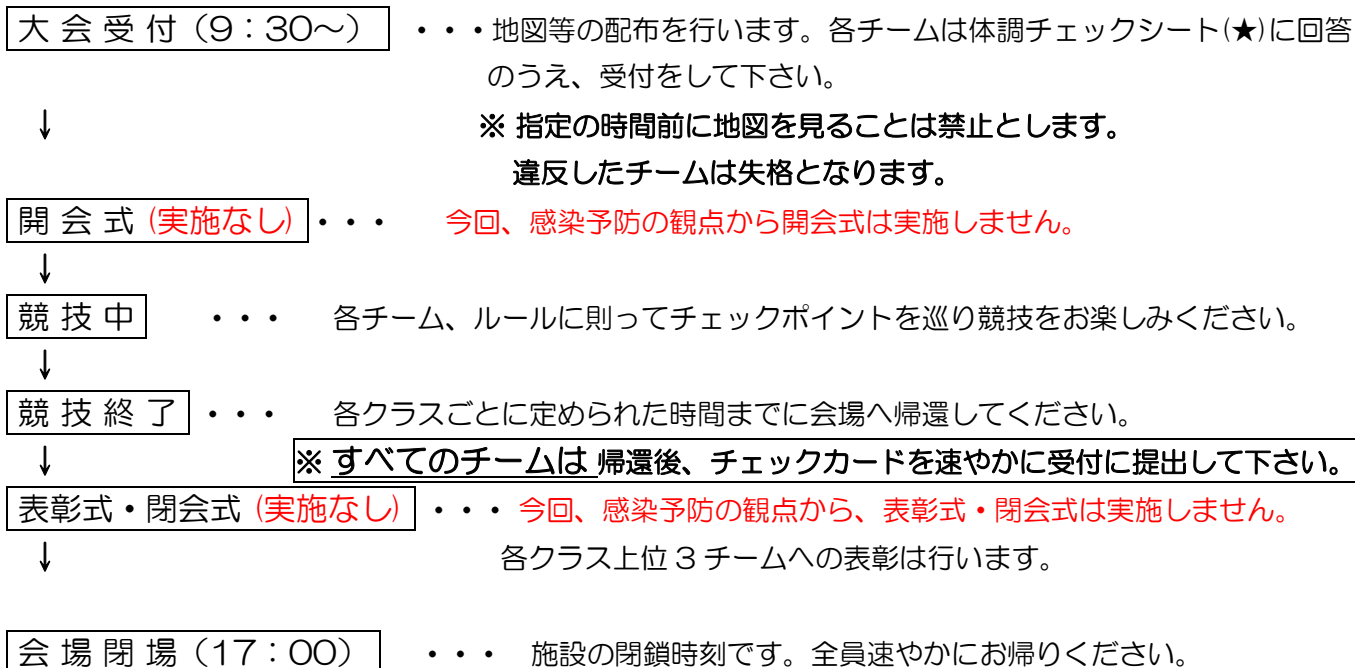 大 会 受 付（９：３０～） ・・・地図等の配布を行います。各チームは体調チェックシート(★)に回答
のうえ、受付をして下さい。
↓ ※ 指定の時間前に地図を見ることは禁止とします。
違反したチームは失格となります。
開 会 式 (実施なし) ・・・ 今回、感染予防の観点から開会式は実施しません。
↓
競 技 中 ・・・ 各チーム、ルールに則ってチェックポイントを巡り競技をお楽しみください。
↓
競 技 終 了 ・・・ 各クラスごとに定められた時間までに会場へ帰還してください。
↓ ※ すべてのチームは 帰還後、チェックカードを速やかに受付に提出して下さい。
表彰式・閉会式 (実施なし) ・・・ 今回、感染予防の観点から、表彰式・閉会式は実施しません。
↓ 各クラス上位３チームへの表彰は行います。
会 場 閉 場（１７：００） ・・・ 施設の閉鎖時刻です。全員速やかにお帰りください。